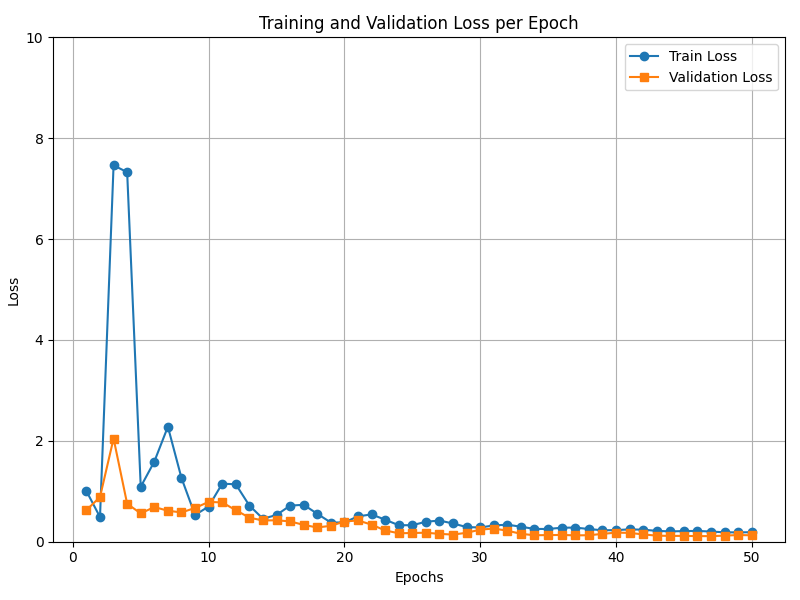 Training and Validation Loss per Epoch
Train Loss
Validation Loss
10
8
6
4
2
0
Loss
0 10 20 30 40 50
Epochs